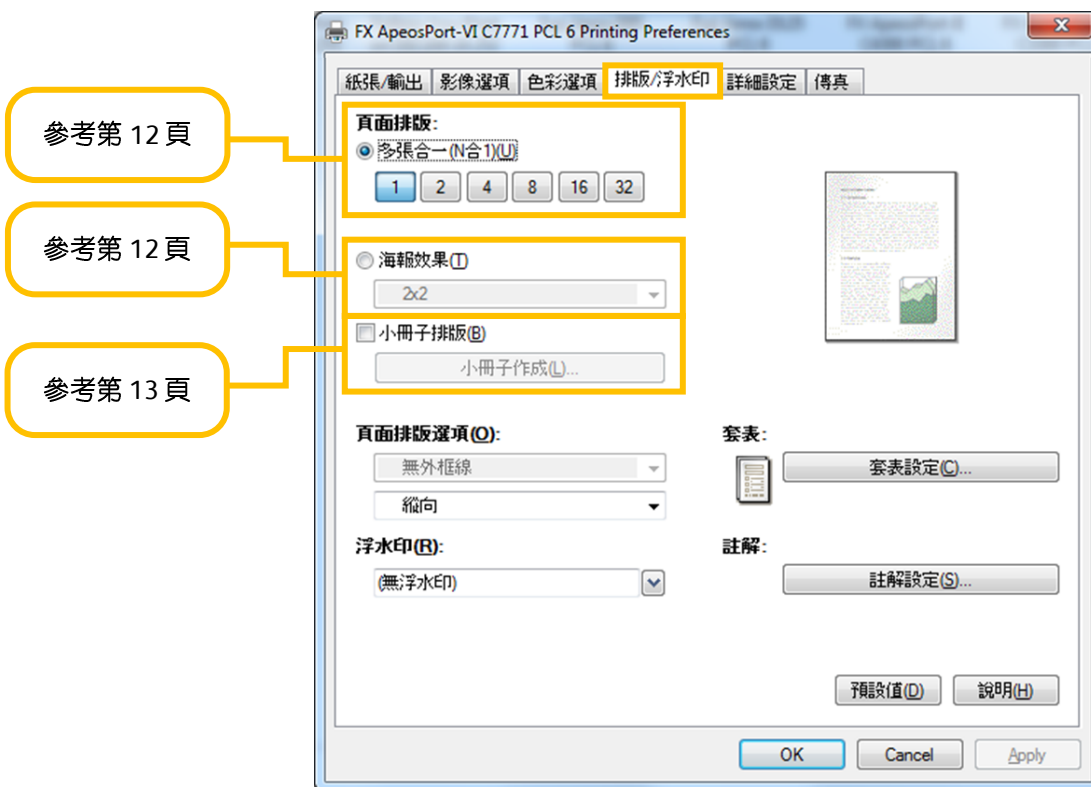 FX ApeosPort-VI C7771 PCL 6 Printing Preferences
紙張/輸出 影像選項 色彩選項 排版/浮水印 詳細設定 傳真
參考第 12 頁
頁面排版:
多張合一(N合1)(U)
1 2 4 8 16 32
參考第 12 頁
海報效果(T)
2x2
參考第 13 頁
小冊子排版(B)
小冊子作成(L)...
頁面排版選項(O):
無外框線
縱向
套表:
套表設定(C)...
浮水印(R):
(無浮水印)
註解:
註解設定(S)...
預設值(D) 說明(H)
OK Cancel Apply